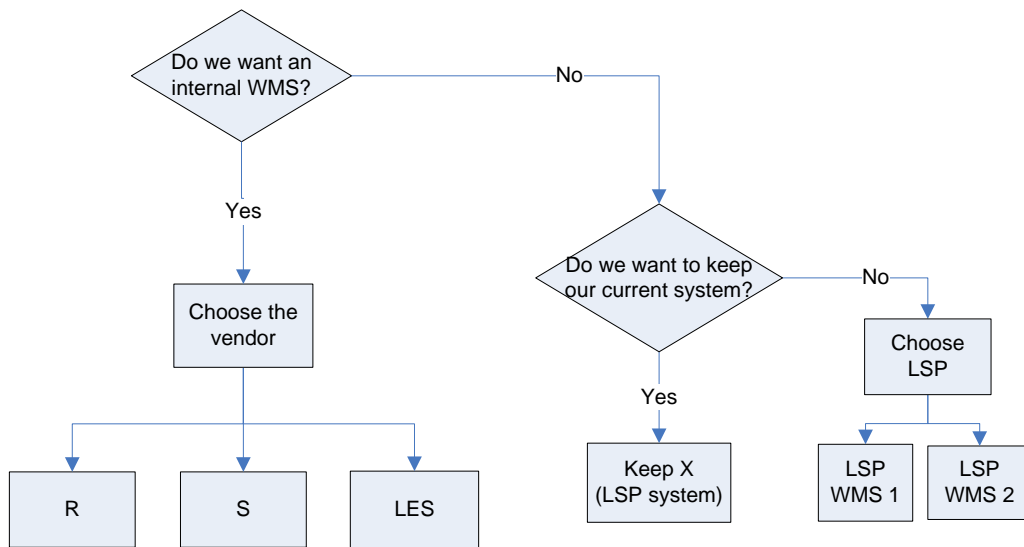 Do we want an
internal WMS?
No
Yes
Do we want to keep
our current system?
No
Choose the
vendor
Choose
LSP
Yes
R
S
LES
Keep X
(LSP system)
LSP
WMS 1
LSP
WMS 2